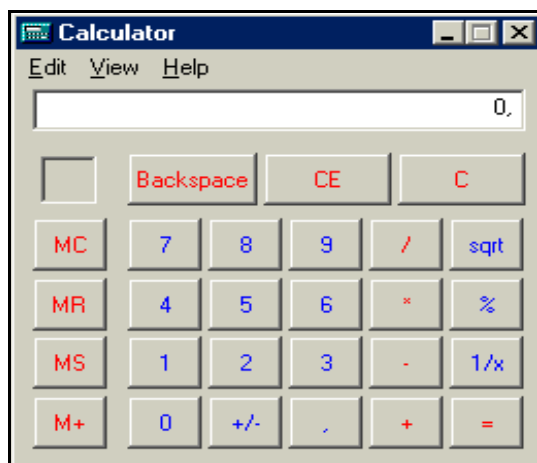 Calculator
Edit View Help
0,
Backspace CE C
MC 7 8 9 / sqrt
MR 4 5 6 * %
MS 1 2 3 - 1/x
M+ 0 +/- , + =